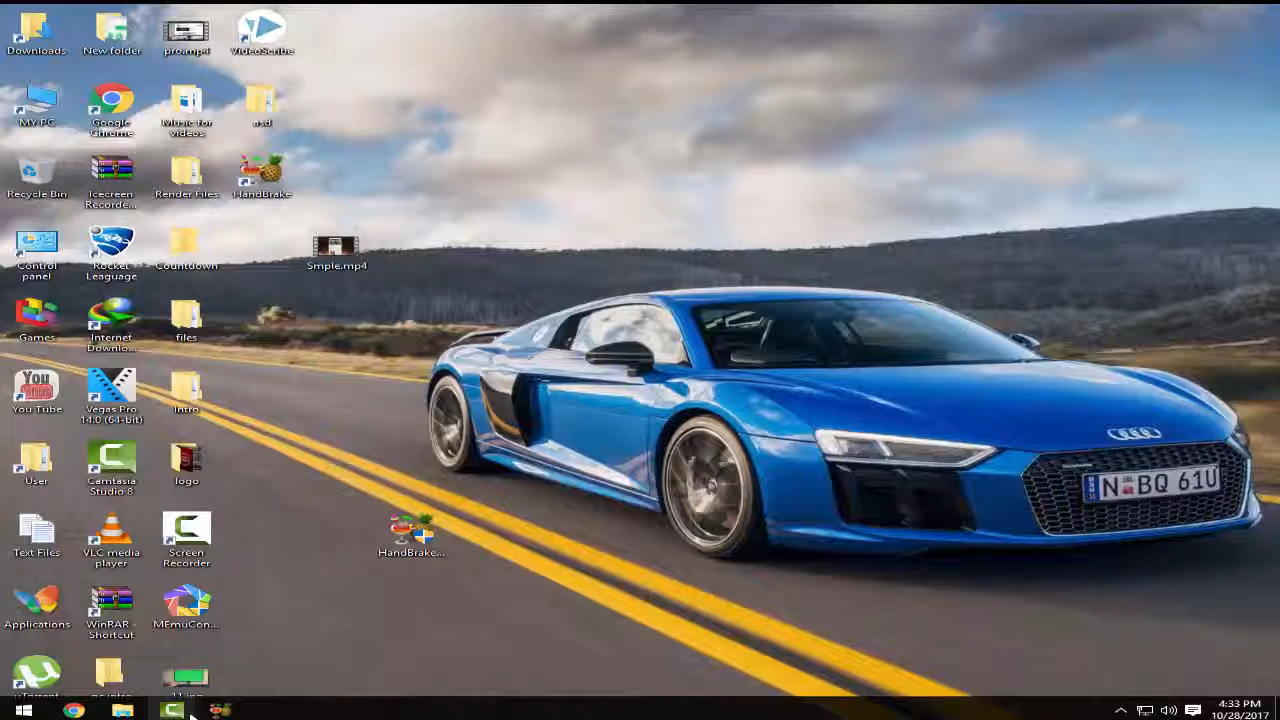 Downloads
New folder
pro.mp4
VideoScribe
MY PC
Google
Chrome
Music for
videos
asd
Recycle Bin
Icecreen
Recorde...
Render Files
HandBrake
Control
panel
Rocket
Leaguage
Countdown
Smple.mp4
Games
Internet
Downlo...
files
You
Tube
You Tube
Vegas Pro
14.0 (64-bit)
Intro
User
Camtasia
Studio 8
logo
Text Files
VLC media
player
Screen
Recorder
HandBrake...
Applications
WinRAR -
Shortcut
MEmuCon...
N BQ 61U
4:33 PM
10/28/2017